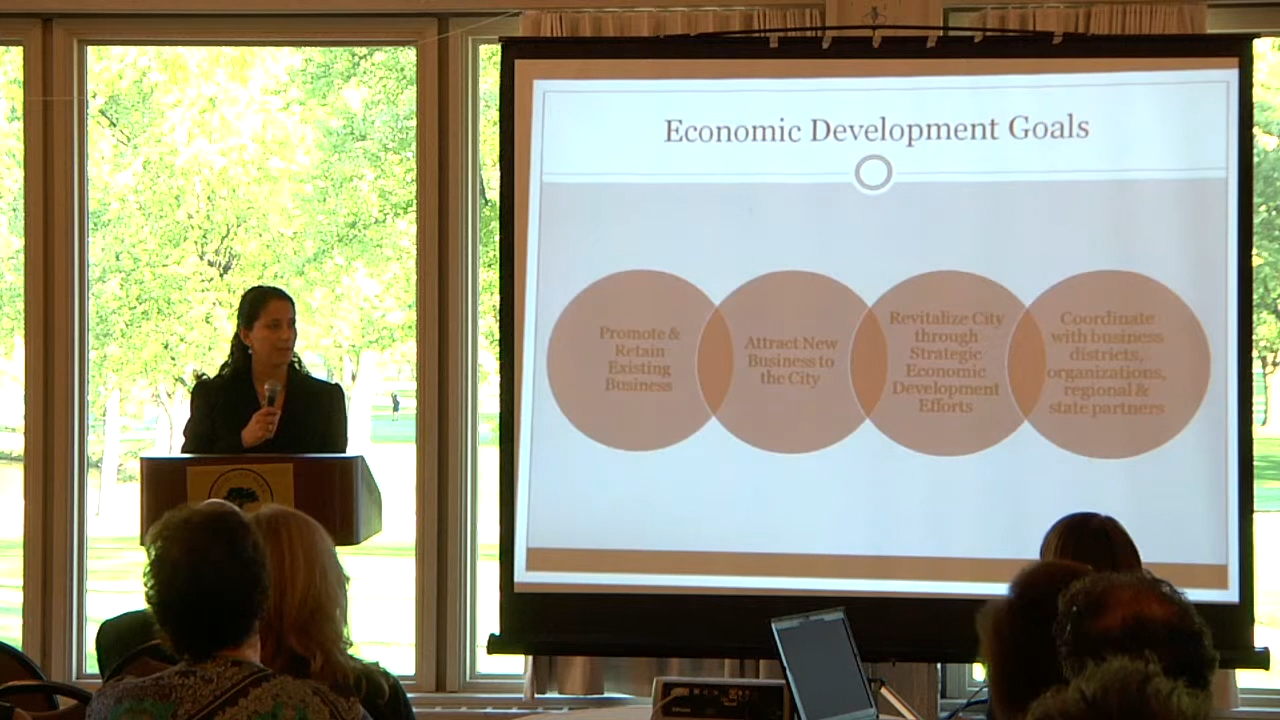 Economic Development Goals
Promote &
Retain
Existing
Business
Attract New
Business to
the City
Revitalize City
through
Strategic
Economic
Development
Efforts
Coordinate
with business
districts,
organizations,
regional &
state partners